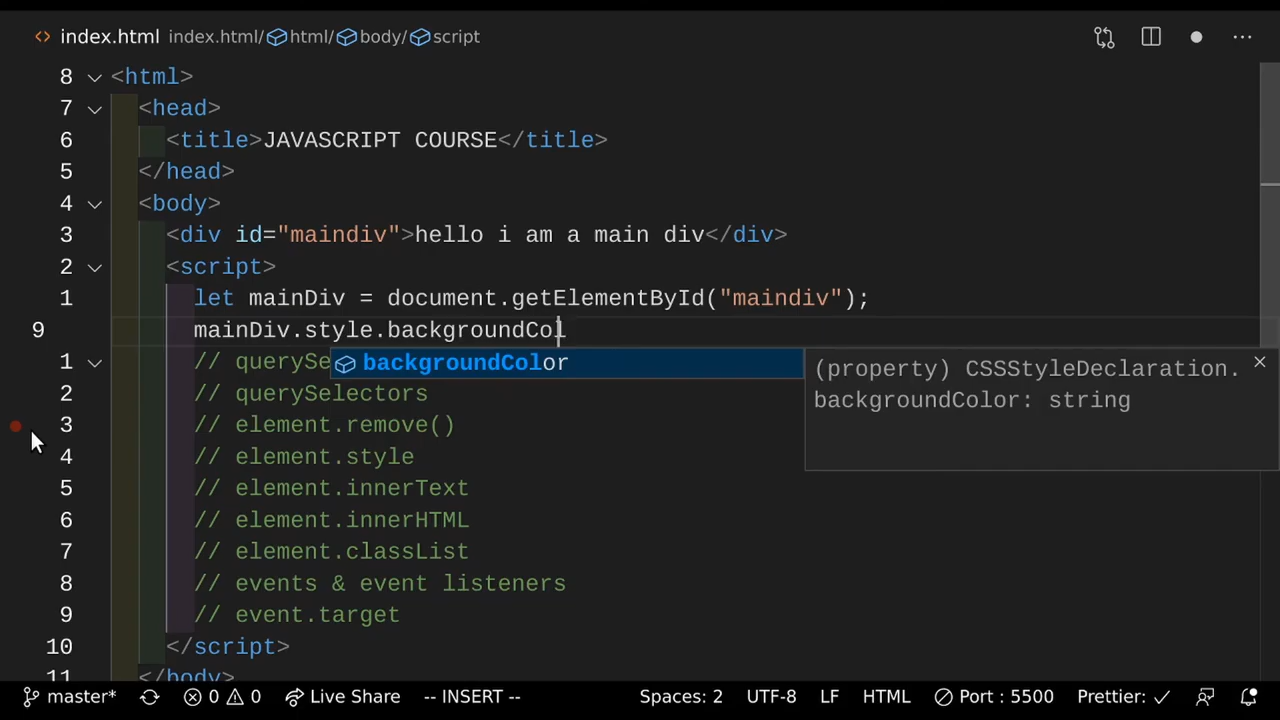 index.html index.html/html/body/script
8 <html>
7 <head>
6 <title>JAVASCRIPT COURSE</title>
5 </head>
4 <body>
3 <div id="maindiv">hello i am a main div</div>
2 <script>
1 let mainDiv = document.getElementById("maindiv");
9 mainDiv.style.backgroundCol
1 // querySe
backgroundColor
(property) CSSStyleDeclaration.
backgroundColor: string
2 // querySelectors
3 // element.remove()
4 // element.style
5 // element.innerText
6 // element.innerHTML
7 // element.classList
8 // events & event listeners
9 // event.target
10 </script>
11 </body>
master* 0 0 Live Share -- INSERT -- Spaces: 2 UTF-8 LF HTML Port : 5500 Prettier: ✓